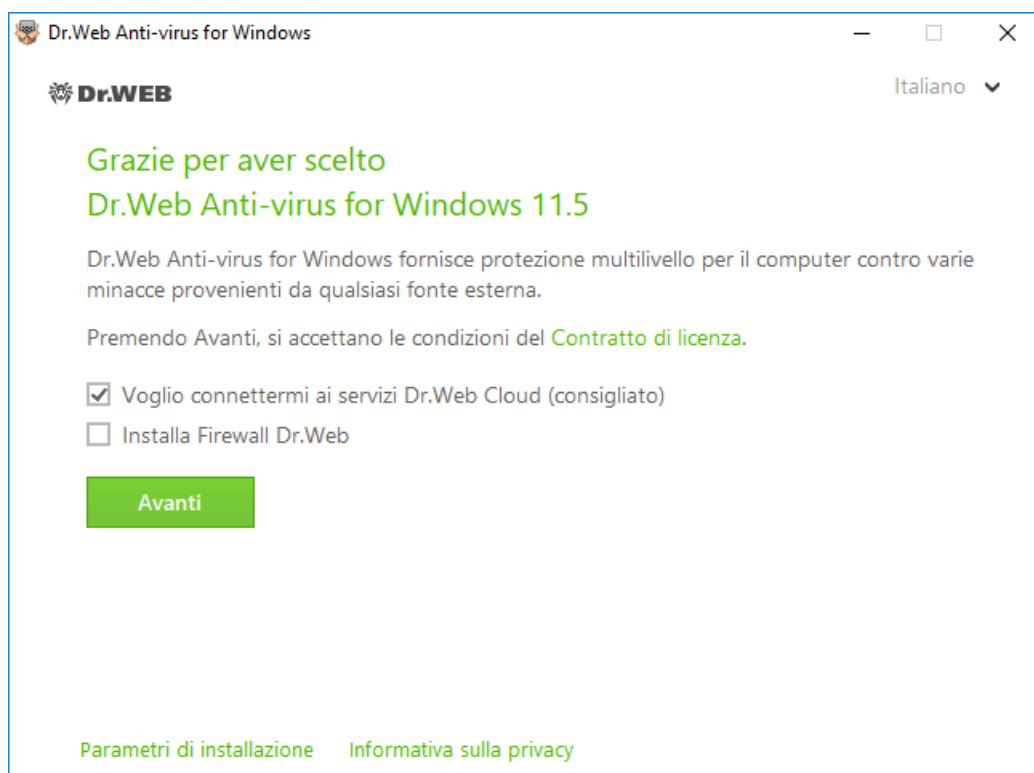 Dr.Web Anti-virus for Windows
Dr.WEB
Italiano
Grazie per aver scelto
Dr.Web Anti-virus for Windows 11.5
Dr.Web Anti-virus for Windows fornisce protezione multilivello per il computer contro varie
minacce provenienti da qualsiasi fonte esterna.
Premendo Avanti, si accettano le condizioni del Contratto di licenza.
Voglio connettermi ai servizi Dr.Web Cloud (consigliato)
Installa Firewall Dr.Web
Avanti
Parametri di installazione Informativa sulla privacy